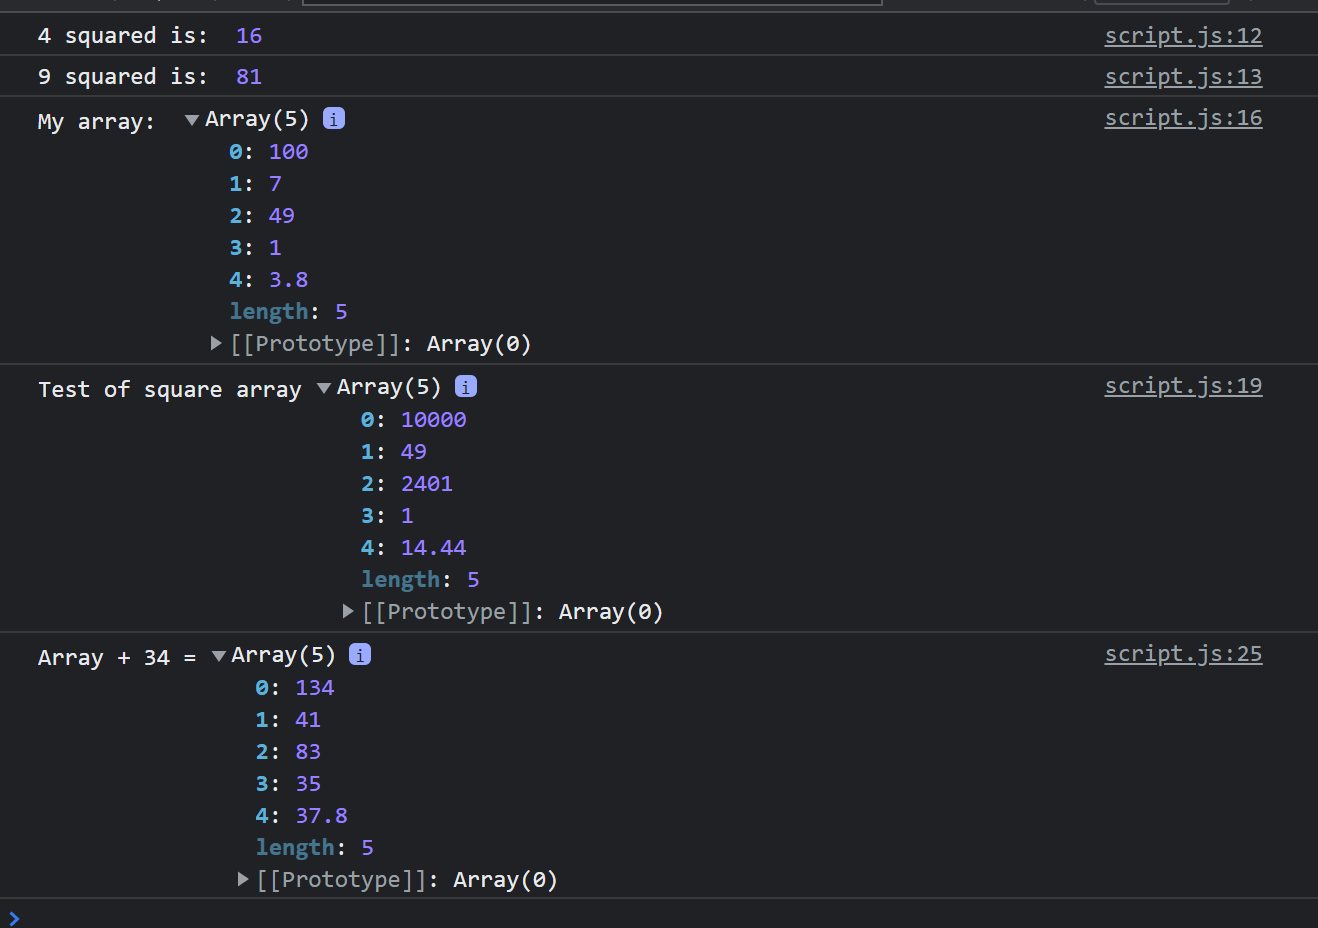 4 squared is:  16 script.js:12
9 squared is:  81 script.js:13
My array:  ▼Array(5) i script.js:16
0: 100
1: 7
2: 49
3: 1
4: 3.8
length: 5
▶[[Prototype]]: Array(0)
Test of square array ▼Array(5) i script.js:19
0: 10000
1: 49
2: 2401
3: 1
4: 14.44
length: 5
▶[[Prototype]]: Array(0)
Array + 34 = ▼Array(5) i script.js:25
0: 134
1: 41
2: 83
3: 35
4: 37.8
length: 5
▶[[Prototype]]: Array(0)